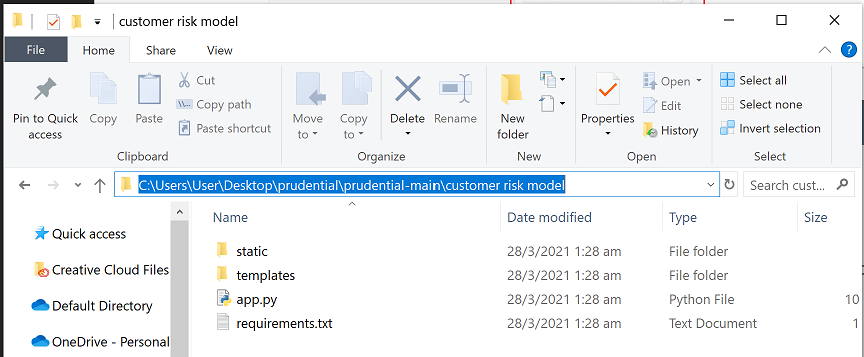 customer risk model
File Home Share View
Pin to Quick access
Copy
Paste
Cut
Copy path
Paste shortcut
Clipboard
Move to
Copy to
Delete
Rename
Organize
New folder
New
Properties
Open
Edit
History
Open
Select all
Select none
Invert selection
Select
C:\Users\User\Desktop\prudential\prudential-main\customer risk model
Search cust...
Name Date modified Type Size
Quick access
Creative Cloud Files
Default Directory
OneDrive - Personal
static 28/3/2021 1:28 am File folder
templates 28/3/2021 1:28 am File folder
app.py 28/3/2021 1:28 am Python File 10
requirements.txt 28/3/2021 1:28 am Text Document 1